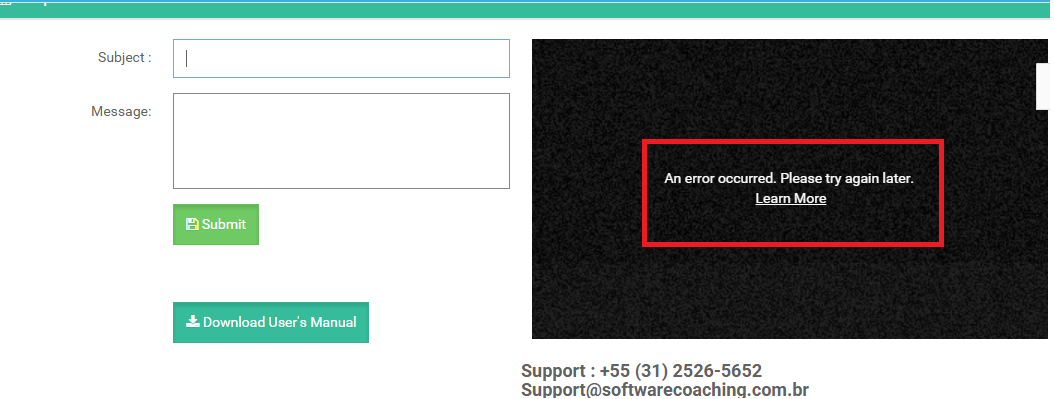 Subject :
Message:
Submit
Download User's Manual
An error occurred. Please try again later.
Learn More
Support : +55 (31) 2526-5652
Support@softwarecoaching.com.br